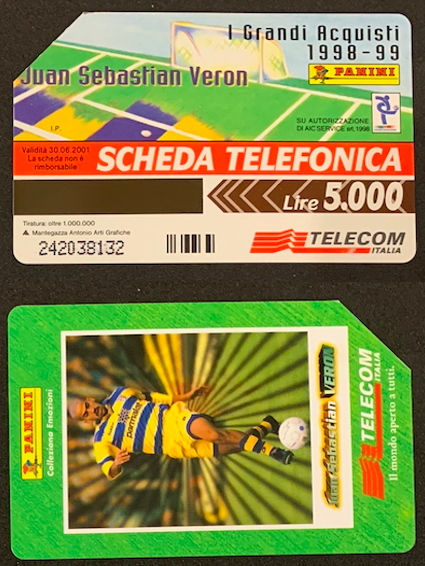 I Grandi Acquisti
1998-99
PANINI
Juan Sebastian Veron
I.P.
SU AUTORIZZAZIONE
DI AIC SERVICE srl, 1998
Validità 30.06.2001
La scheda non è
rimborsabile
SCHEDA TELEFONICA
Lire 5.000
Tiratura: oltre 1.000.000
Mantegazza Antonio Arti Grafiche
242038132
TELECOM
ITALIA
PANINI
Collezione Emozioni
Parmalat
Juan Sebastian VERON
TELECOM
ITALIA
Il mondo aperto a tutti.